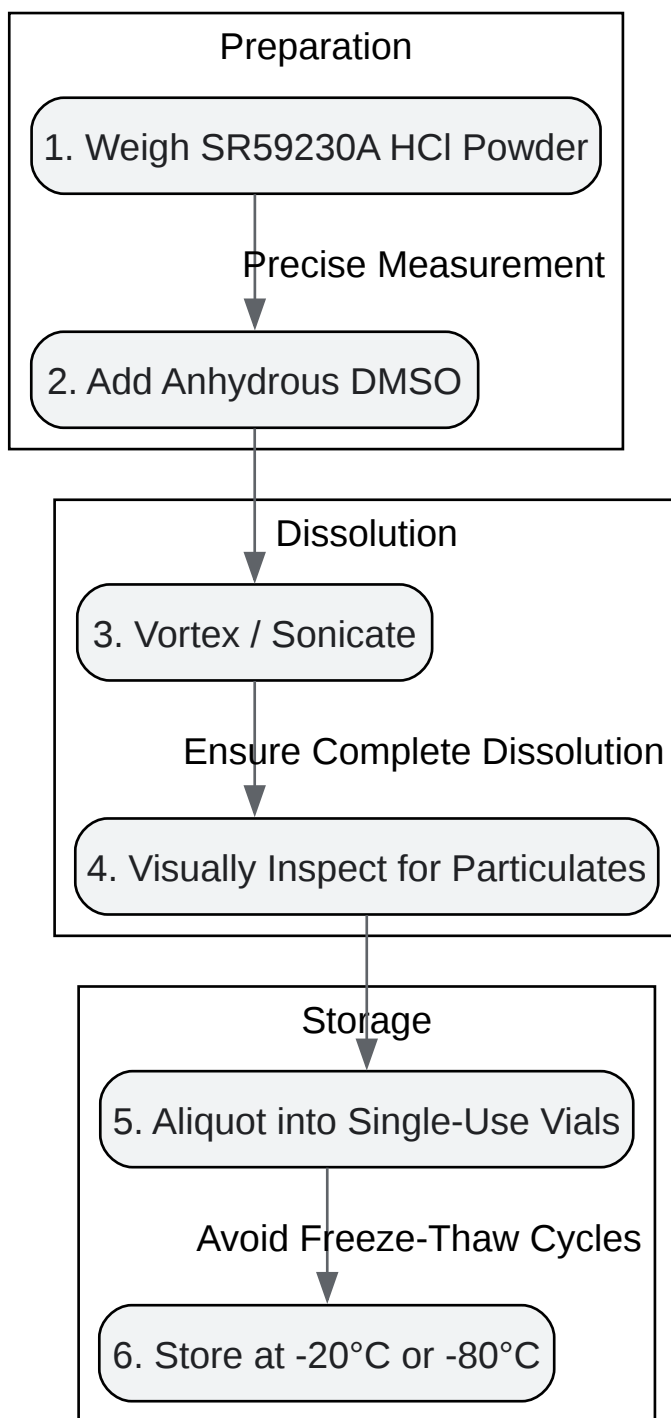 Preparation
1. Weigh SR59230A HCl Powder
Precise Measurement
2. Add Anhydrous DMSO
Dissolution
3. Vortex / Sonicate
Ensure Complete Dissolution
4. Visually Inspect for Particulates
Storage
5. Aliquot into Single-Use Vials
Avoid Freeze-Thaw Cycles
6. Store at -20°C or -80°C